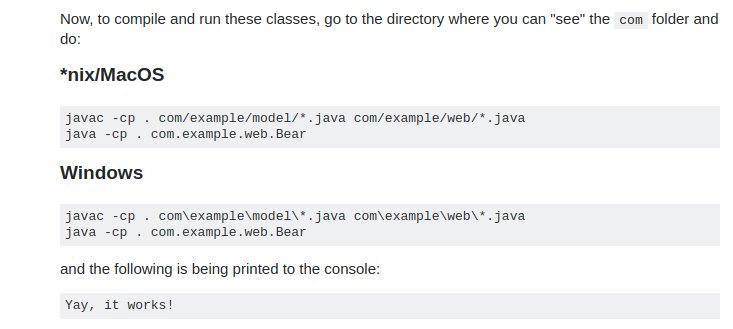 Now, to compile and run these classes, go to the directory where you can "see" the com folder and
do:
*nix/MacOS
javac -cp . com/example/model/*.java com/example/web/*.java
java -cp . com.example.web.Bear
Windows
javac -cp . com\example\model\*.java com\example\web\*.java
java -cp . com.example.web.Bear
and the following is being printed to the console:
Yay, it works!